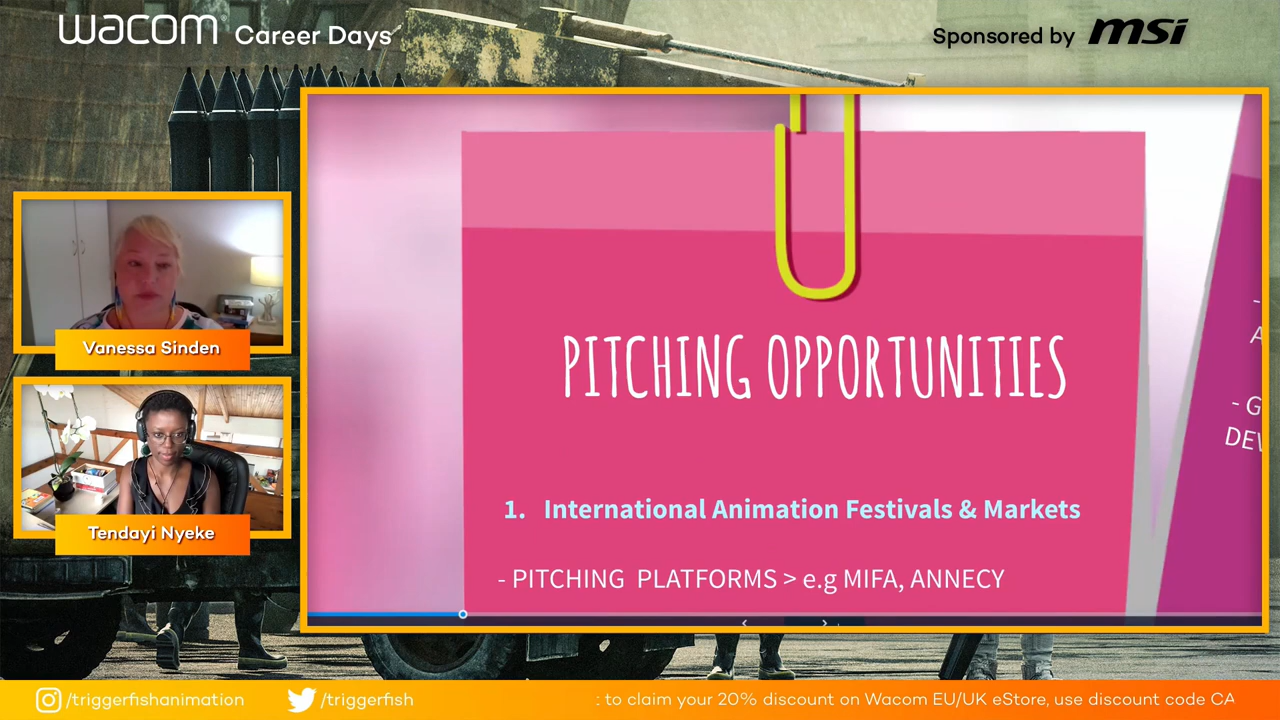 wacom Career Days
Sponsored by msi
PITCHING OPPORTUNITIES
1. International Animation Festivals & Markets
- PITCHING PLATFORMS > e.g MIFA, ANNECY
- G
DEV
Vanessa Sinden
Tendayi Nyeke
/triggerfishanimation
/triggerfish
: to claim your 20% discount on Wacom EU/UK eStore, use discount code CA